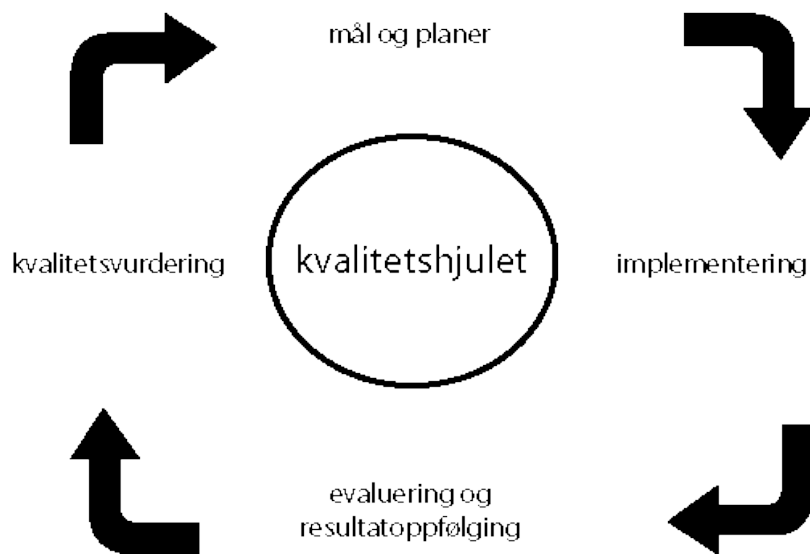 mål og planer
kvalitetsvurdering
kvalitetshjulet
implementering
evaluering og
resultatoppfølging